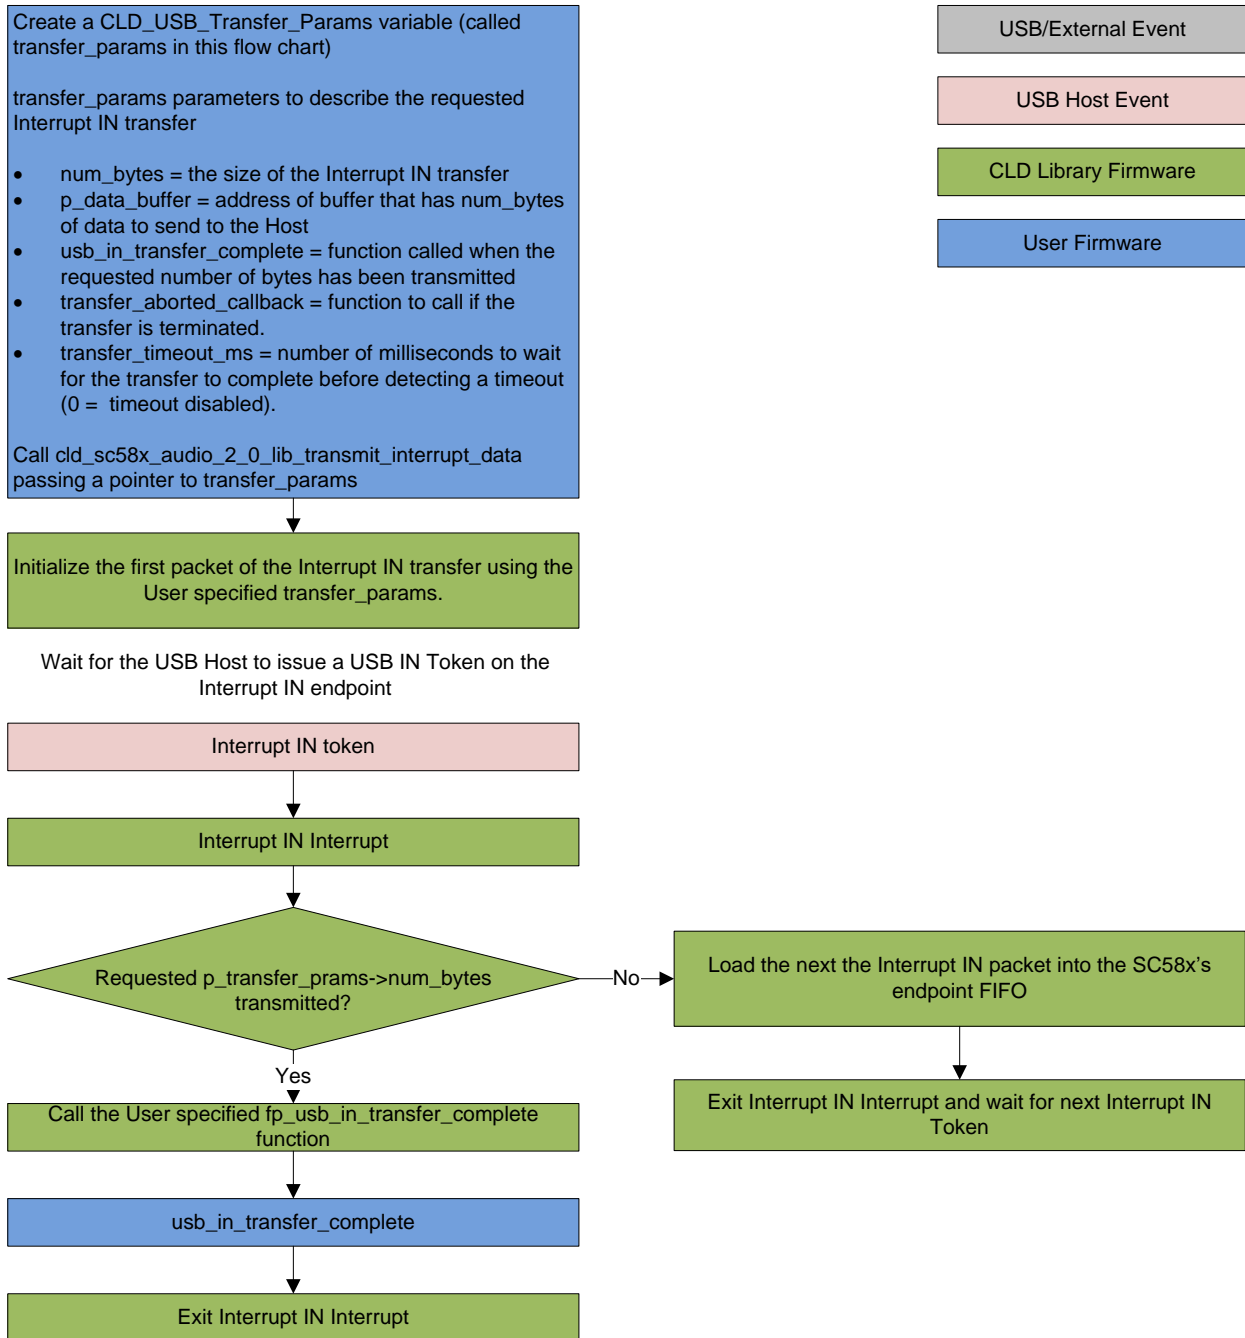 Create a CLD_USB_Transfer_Params variable (called
transfer_params in this flow chart)
transfer_params parameters to describe the requested
Interrupt IN transfer
• num_bytes = the size of the Interrupt IN transfer
• p_data_buffer = address of buffer that has num_bytes
of data to send to the Host
• usb_in_transfer_complete = function called when the
requested number of bytes has been transmitted
• transfer_aborted_callback = function to call if the
transfer is terminated.
• transfer_timeout_ms = number of milliseconds to wait
for the transfer to complete before detecting a timeout
(0 = timeout disabled).
Call cld_sc58x_audio_2_0_lib_transmit_interrupt_data
passing a pointer to transfer_params
USB/External Event
USB Host Event
CLD Library Firmware
User Firmware
Initialize the first packet of the Interrupt IN transfer using the
User specified transfer_params.
Wait for the USB Host to issue a USB IN Token on the
Interrupt IN endpoint
Interrupt IN token
Interrupt IN Interrupt
Requested p_transfer_prams->num_bytes
transmitted?
No
Load the next the Interrupt IN packet into the SC58x's
endpoint FIFO
Exit Interrupt IN Interrupt and wait for next Interrupt IN
Token
Yes
Call the User specified fp_usb_in_transfer_complete
function
usb_in_transfer_complete
Exit Interrupt IN Interrupt